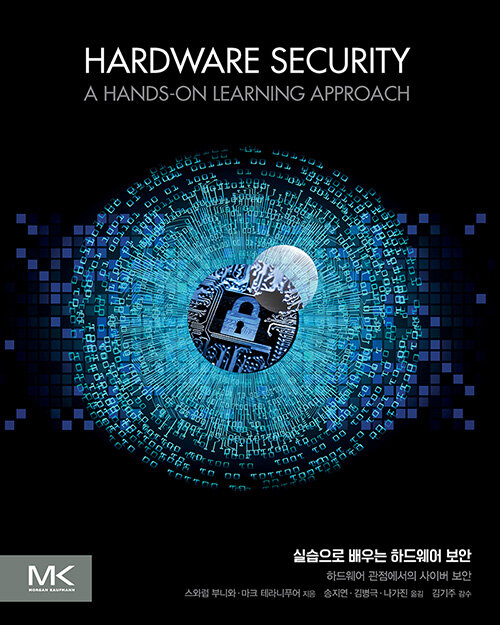 HARDWARE SECURITY
A HANDS-ON LEARNING APPROACH
실습으로 배우는 하드웨어 보안
하드웨어 관점에서의 사이버 보안
MK
MORGAN KAUFMANN
스와럽 부니와 · 마크 테라니푸어 지음 송지연 · 김병극 · 나가진 옮김 김기주 감수